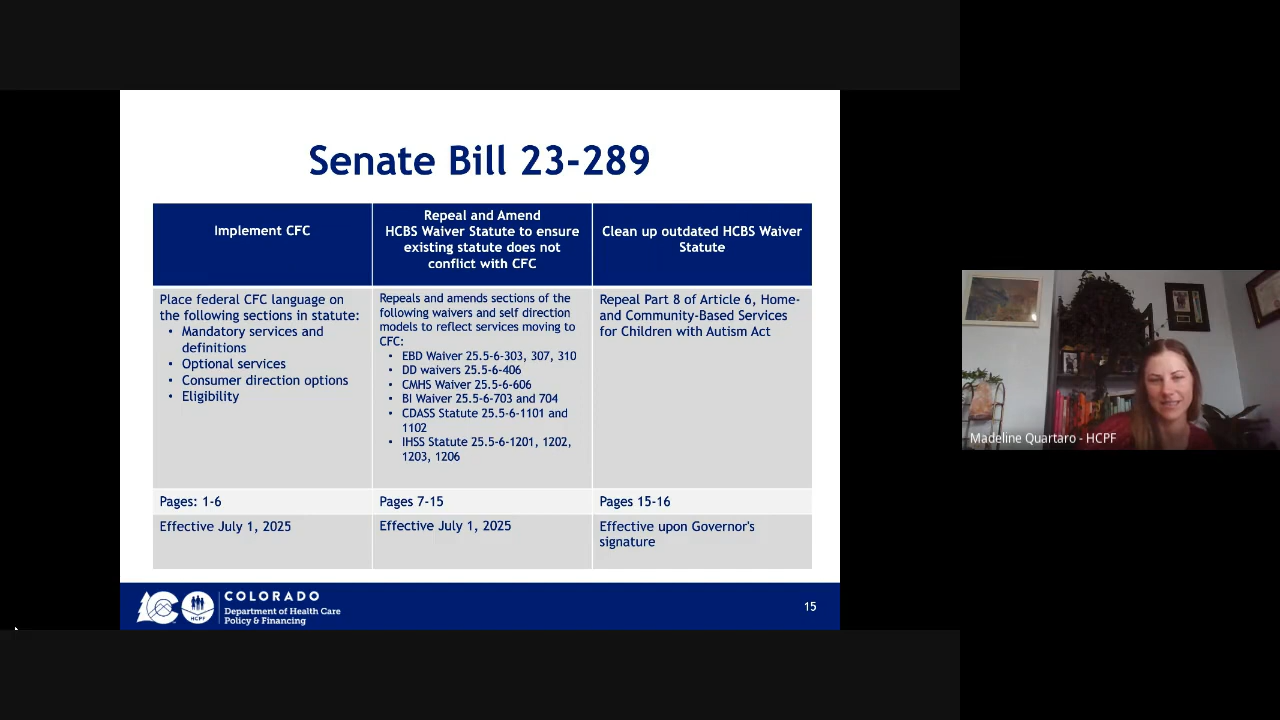 Senate Bill 23-289
Implement CFC
Repeal and Amend
HCBS Waiver Statute to ensure
existing statute does not
conflict with CFC
Clean up outdated HCBS Waiver
Statute
Place federal CFC language on
the following sections in statute:
• Mandatory services and
definitions
• Optional services
• Consumer direction options
• Eligibility
Repeals and amends sections of the
following waivers and self direction
models to reflect services moving to
CFC:
• EBD Waiver 25.5-6-303, 307, 310
• DD waivers 25.5-6-406
• CMHS Waiver 25.5-6-606
• BI Waiver 25.5-6-703 and 704
• CDASS Statute 25.5-6-1101 and
1102
• IHSS Statute 25.5-6-1201, 1202,
1203, 1206
Repeal Part 8 of Article 6, Home-
and Community-Based Services
for Children with Autism Act
Pages: 1-6
Pages 7-15
Pages 15-16
Effective July 1, 2025
Effective July 1, 2025
Effective upon Governor's
signature
HCPF
COLORADO
Department of Health Care
Policy & Financing
15
Madeline Quartaro - HCPF